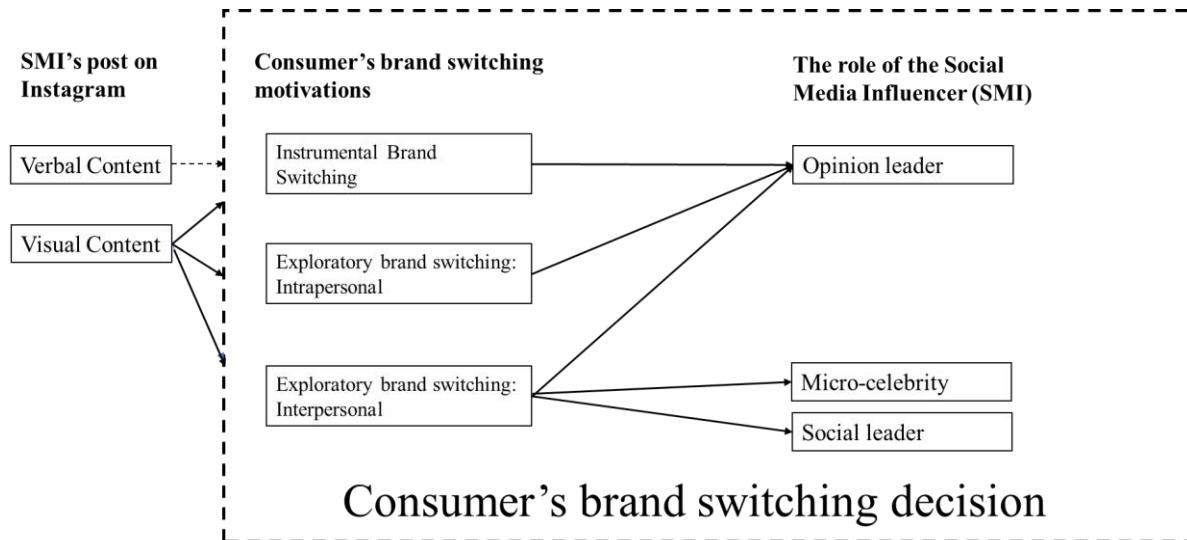 SMI's post on
Instagram
Consumer's brand switching
motivations
The role of the Social
Media Influencer (SMI)
Verbal Content
Visual Content
Instrumental Brand
Switching
Exploratory brand switching:
Intrapersonal
Exploratory brand switching:
Interpersonal
Opinion leader
Micro-celebrity
Social leader
Consumer's brand switching decision